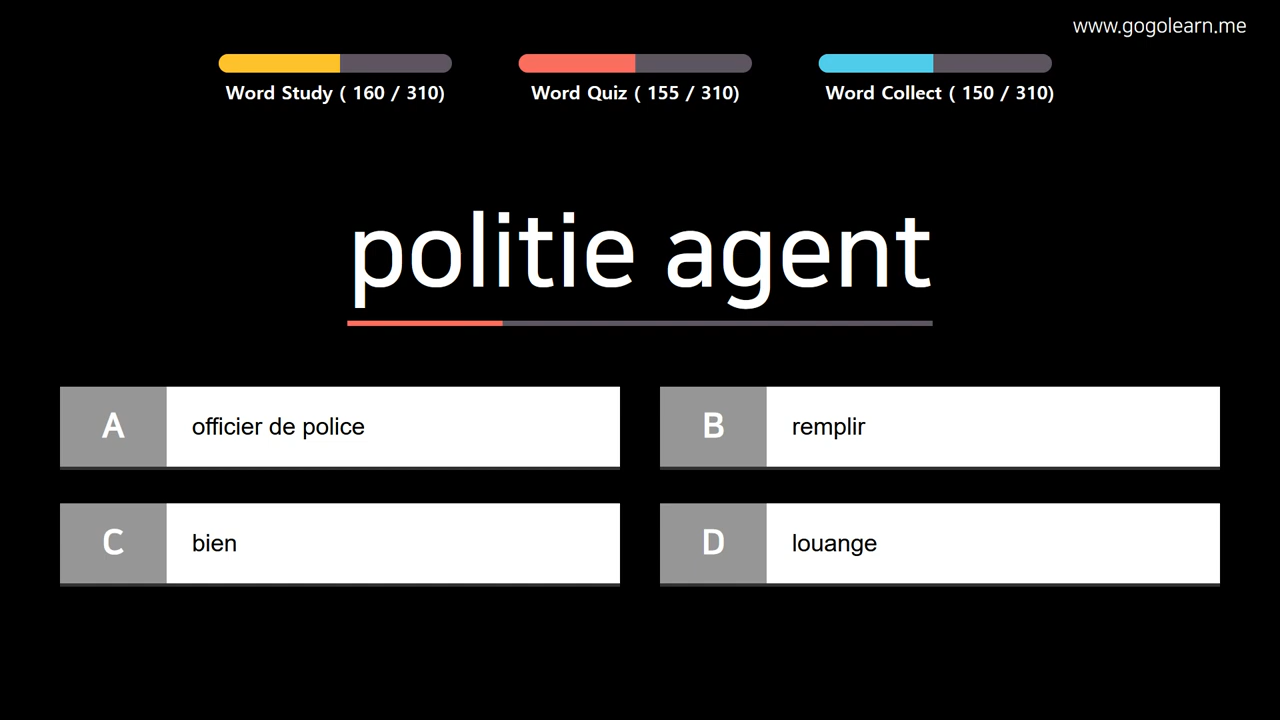 www.gogolearn.me
Word Study ( 160 / 310)
Word Quiz ( 155 / 310)
Word Collect ( 150 / 310)
politie agent
A officier de police
B remplir
C bien
D louange